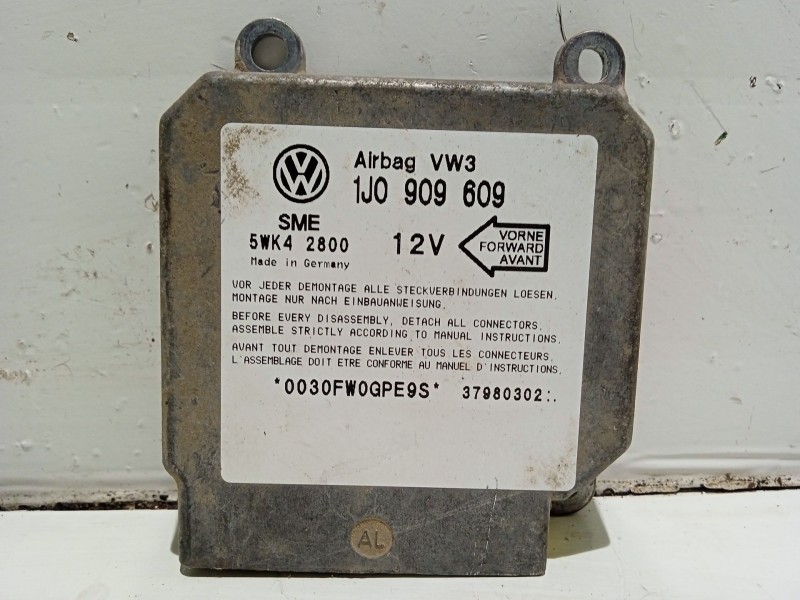 Airbag VW3
1J0 909 609
SME
5WK4 2800
Made in Germany
12V
VORNE
FORWARD
AVANT
VOR JEDER DEMONTAGE ALLE STECKVERBINDUNGEN LOESEN.
MONTAGE NUR NACH EINBAUANWEISUNG.
BEFORE EVERY DISASSEMBLY, DETACH ALL CONNECTORS.
ASSEMBLE STRICTLY ACCORDING TO MANUAL INSTRUCTIONS.
AVANT TOUT DEMONTAGE ENLEVER TOUS LES CONNECTEURS.
L'ASSEMBLAGE DOIT ETRE CONFORME AU MANUEL D'INSTRUCTIONS.
*0030FW0GPE9S* 37980302:.
AL